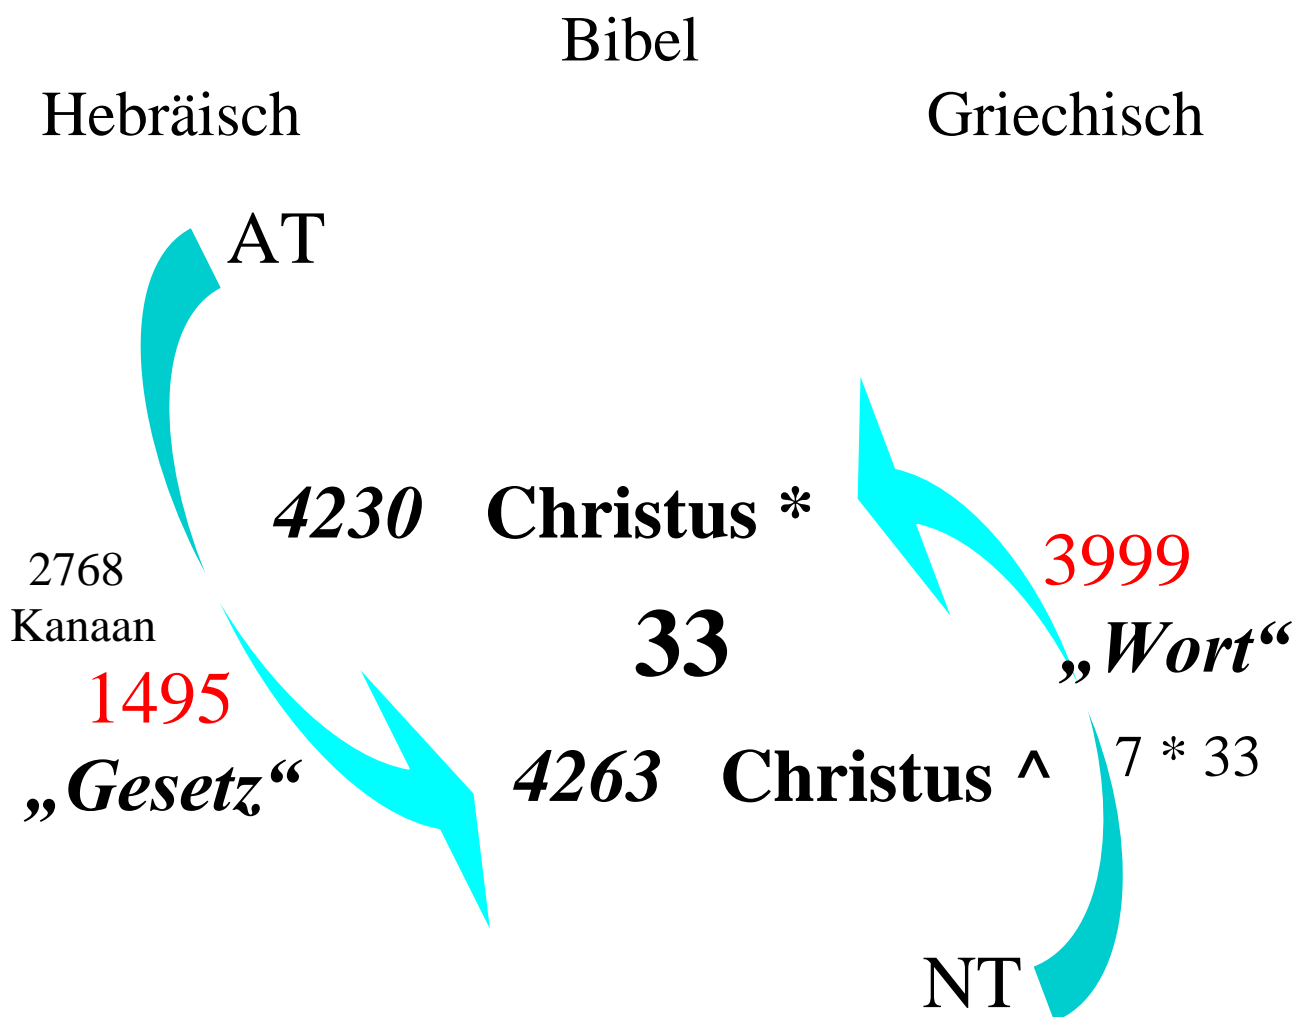 Bibel
Hebräisch Griechisch
AT
4230 Christus *
3999
2768
Kanaan
33
„Wort“
1495
„Gesetz“
4263 Christus ^
7 * 33
NT